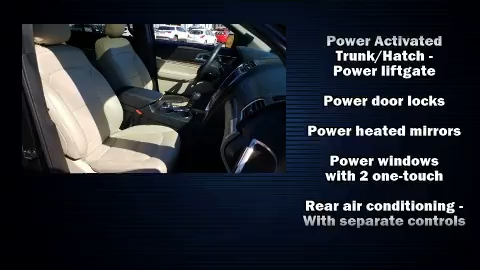 Power Activated
Trunk/Hatch -
Power liftgate
Power door locks
Power heated mirrors
Power windows
with 2 one-touch
Rear air conditioning -
With separate controls